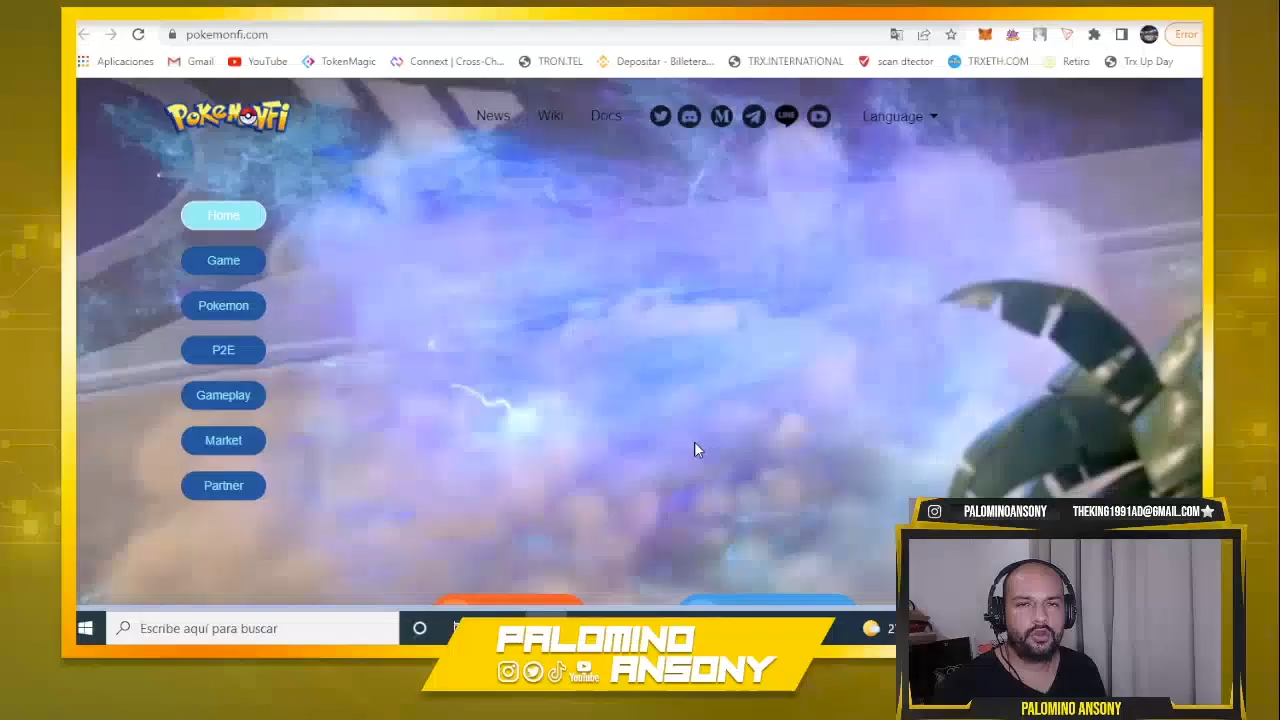 pokemonfi.com
Error
Aplicaciones
Gmail
YouTube
TokenMagic
Connext | Cross-Ch...
TRON.TEL
Depositar - Billetera...
TRX.INTERNATIONAL
scan dtector
TRXETH.COM
Retiro
Trx Up Day
POKEMONFI
News
Wiki
Docs
LINE
Language
Home
Game
Pokemon
P2E
Gameplay
Market
Partner
PALOMINOANSONY
THEKING1991AD@GMAIL.COM
Escribe aquí para buscar
PALOMINO
ANSONY
YouTube
PALOMINO ANSONY